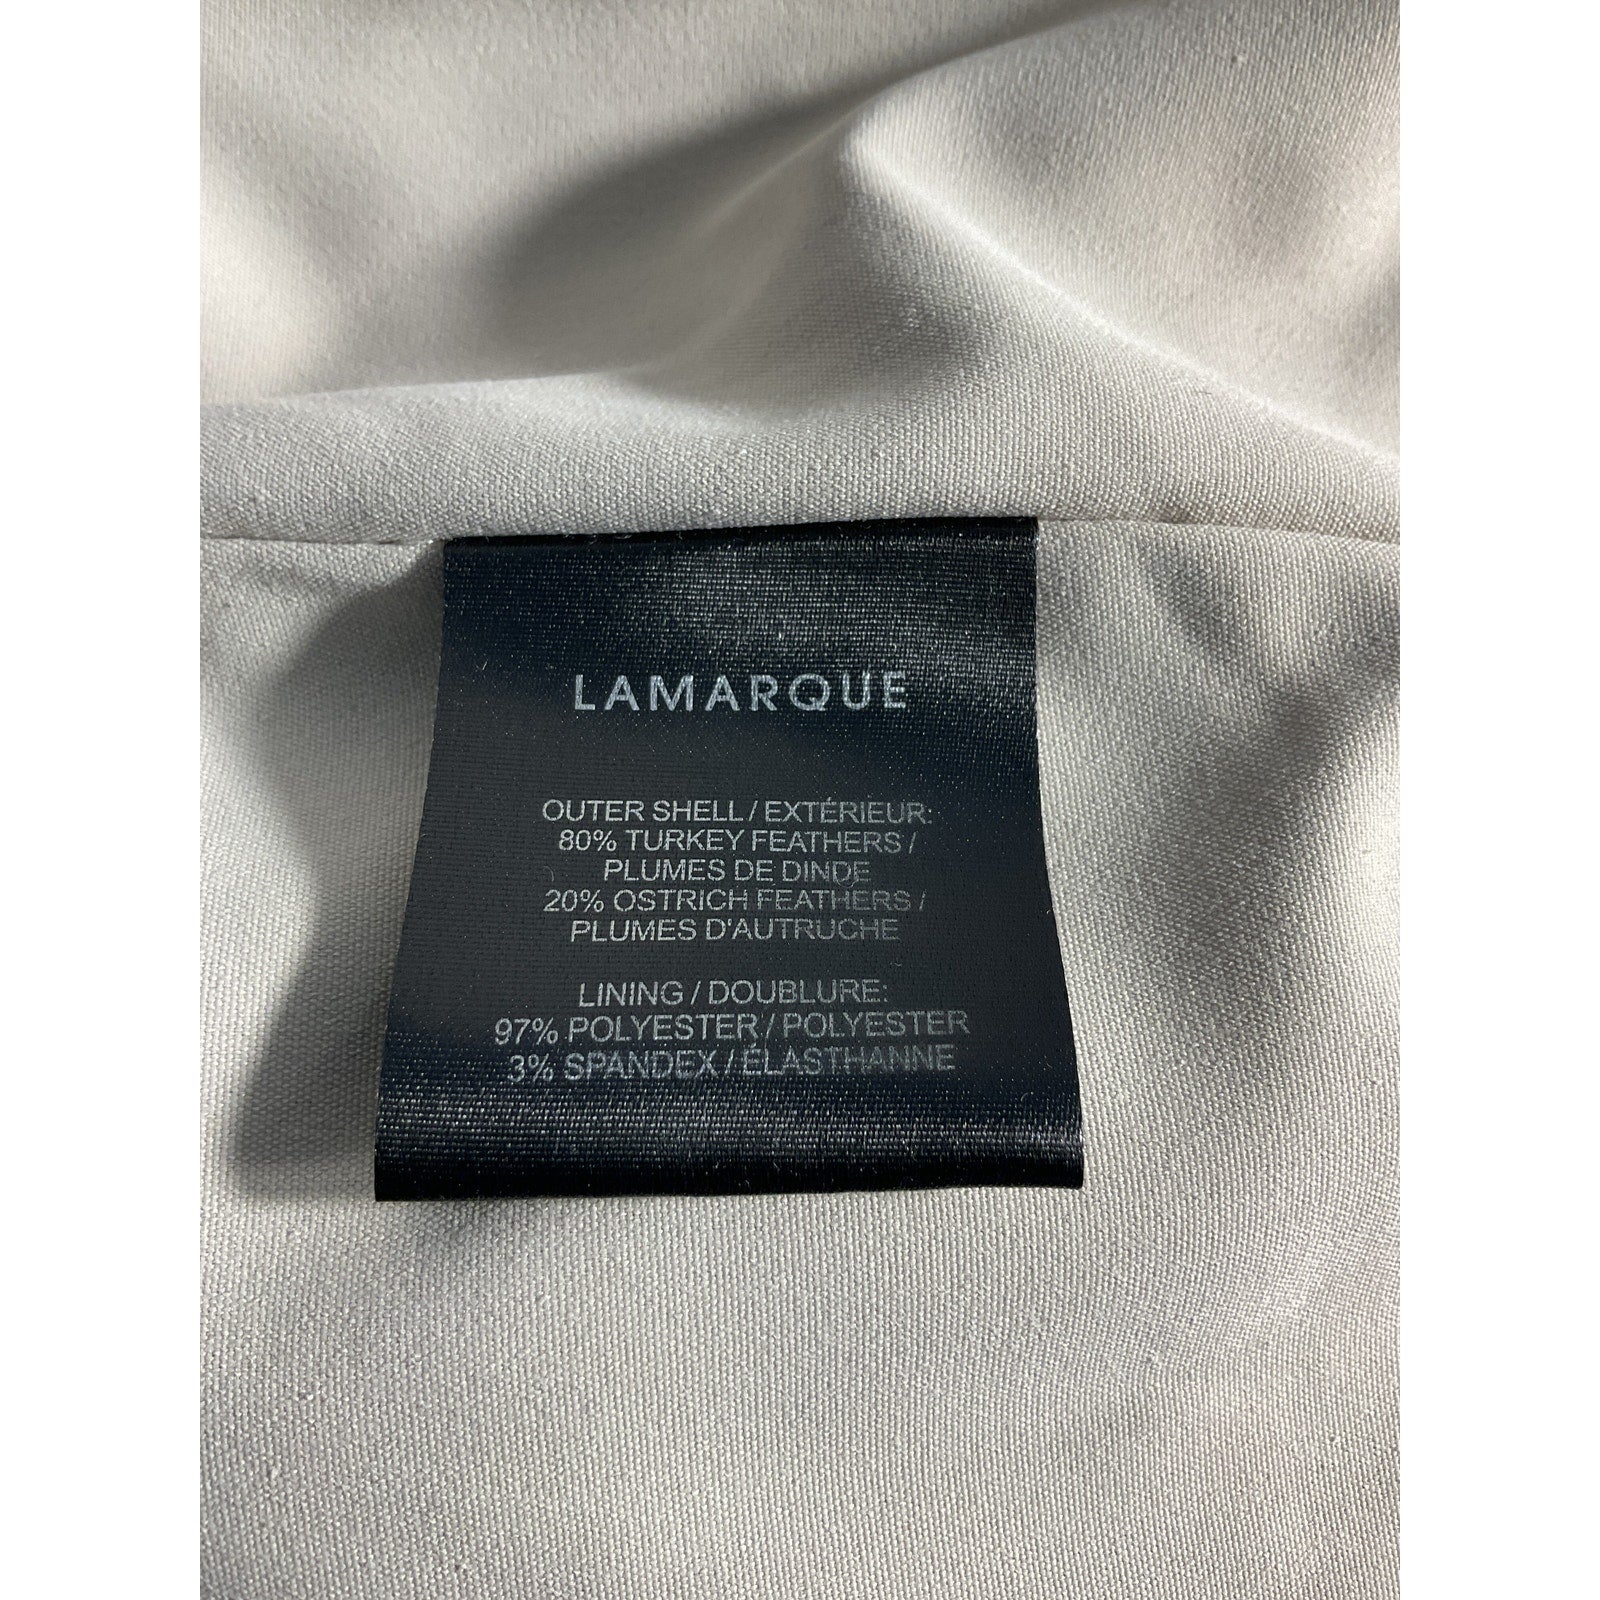 LAMARQUE
OUTER SHELL / EXTÉRIEUR:
80% TURKEY FEATHERS /
PLUMES DE DINDE
20% OSTRICH FEATHERS /
PLUMES D'AUTRUCHE
LINING / DOUBLURE:
97% POLYESTER / POLYESTER
3% SPANDEX / ÉLASTHANNE